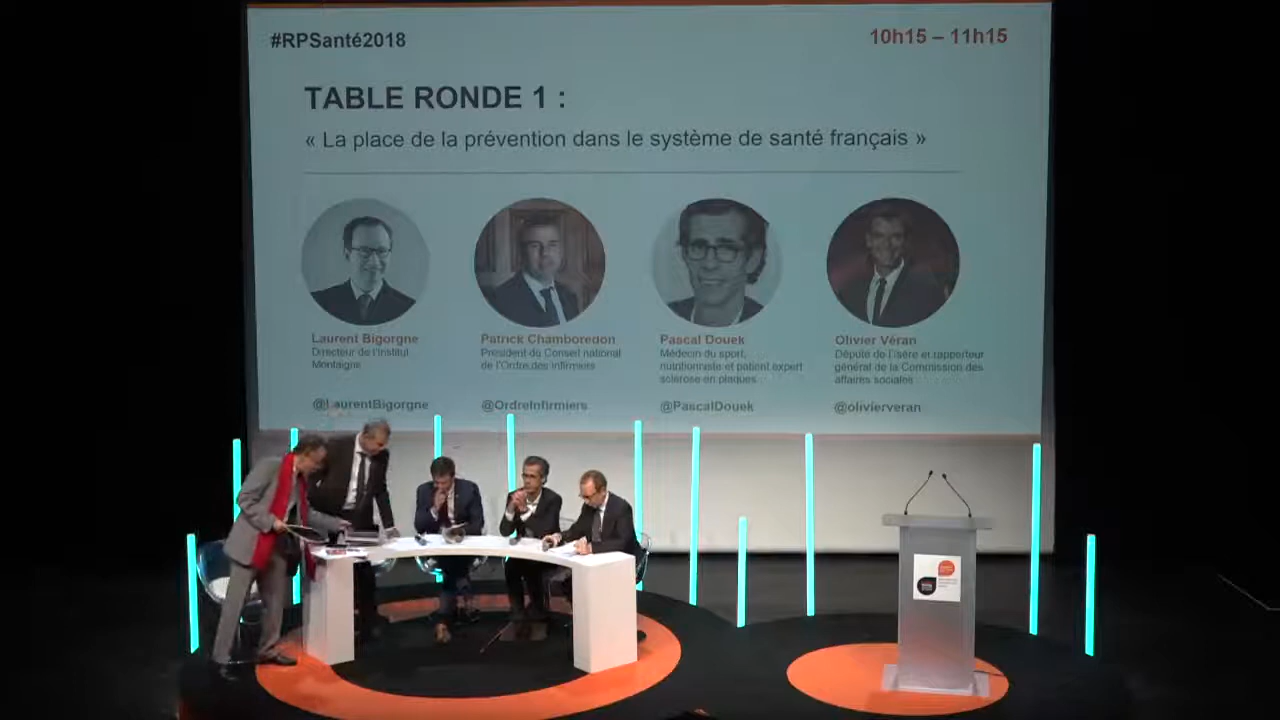 #RPSanté2018
10h15 – 11h15
TABLE RONDE 1 :
« La place de la prévention dans le système de santé français »
Laurent Bigorgne
Directeur de l'Institut
Montaigne
@LaurentBigorgne
Patrick Chamboredon
Président du Conseil national
de l'Ordre des infirmiers
@OrdreInfirmiers
Pascal Douek
Médecin du sport,
nutritionniste et patient expert
sclérose en plaques
@PascalDouek
Olivier Véran
Député de l'Isère et rapporteur
général de la Commission des
affaires sociales
@olivierveran